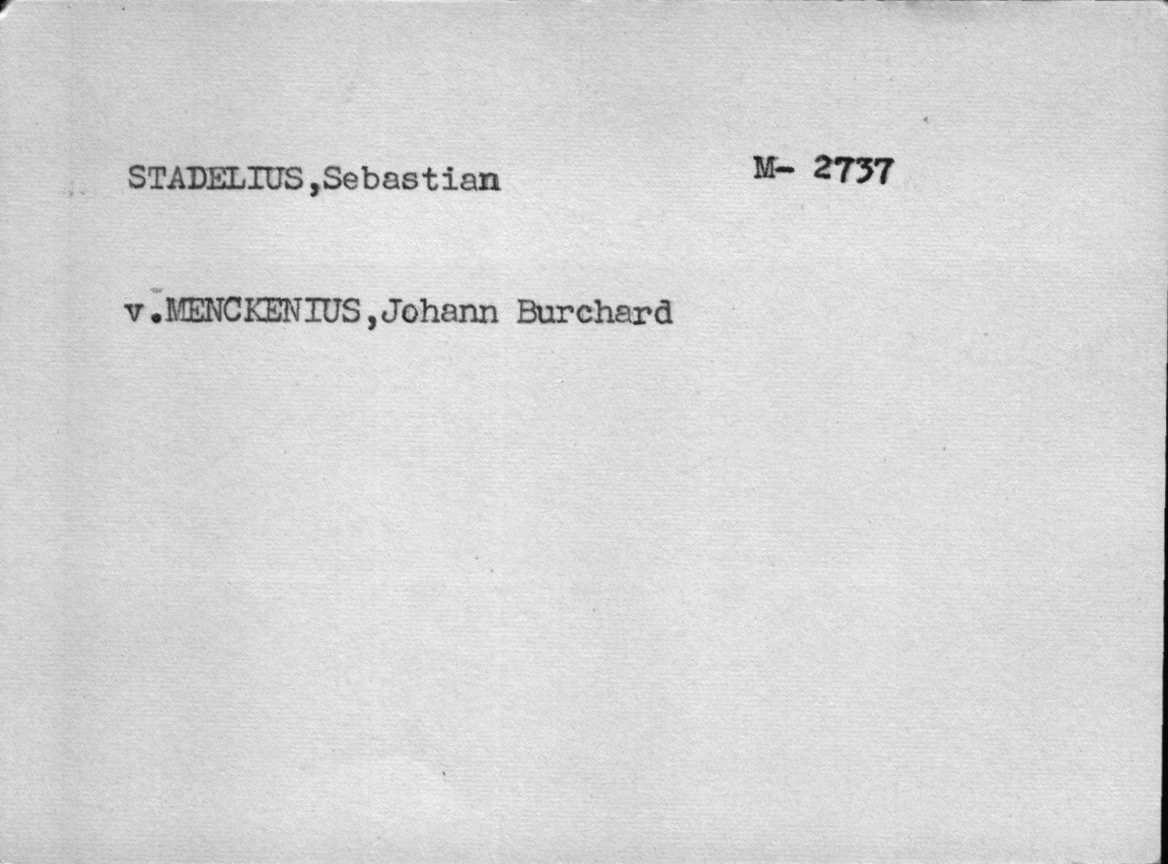 STADELIUS,Sebastian M- 2737
v.MENCKENIUS,Johann Burchard